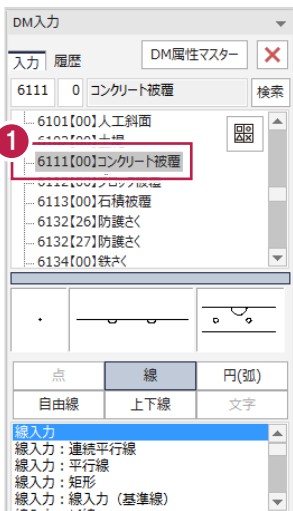 DM入力
入力 履歴 DM属性マスター
6111 0 コンクリート被覆 検索
6101【00】人工斜面
1
6111【00】コンクリート被覆
6113【00】石積被覆
6132【26】防護さく
6132【27】防護さく
6134【00】鉄さく
点 線 円(弧)
自由線 上下線 文字
線入力
線入力：連続平行線
線入力：平行線
線入力：矩形
線入力：線入力（基準線）